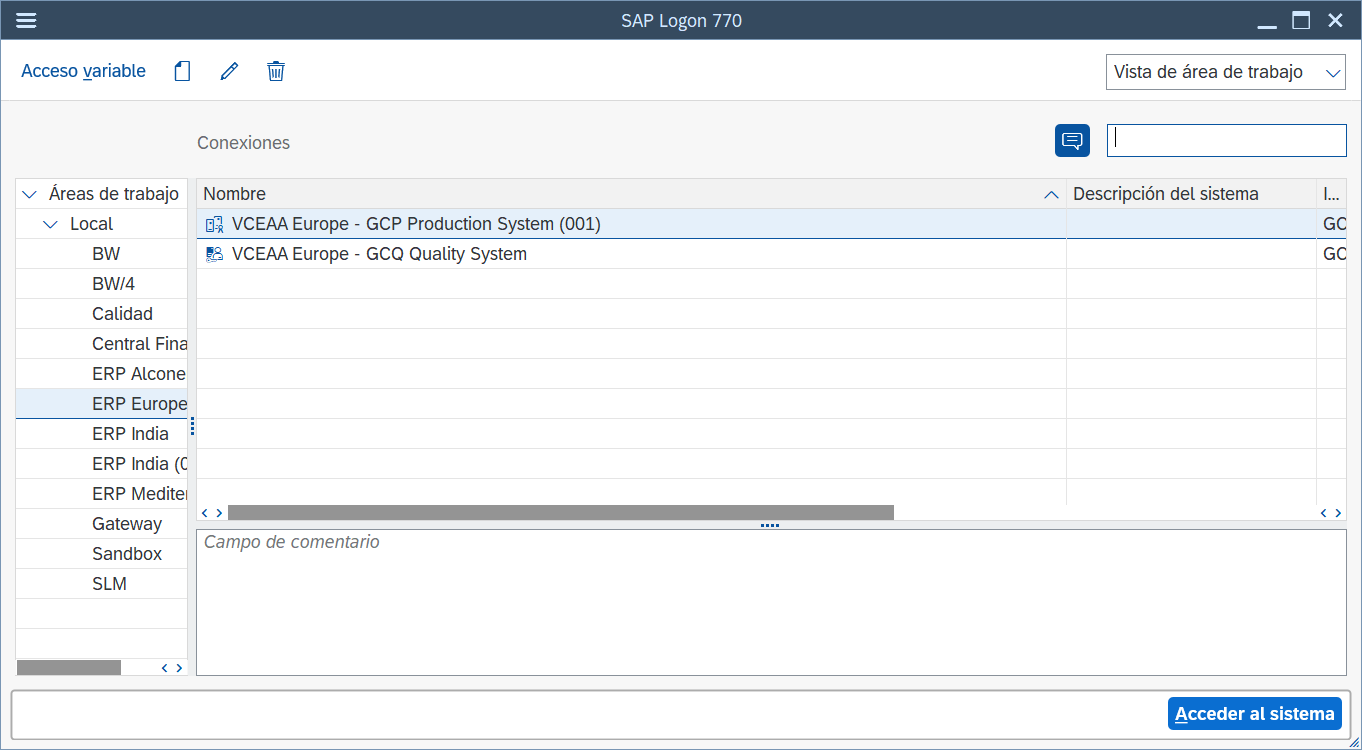 SAP Logon 770
Acceso variable
Vista de área de trabajo
Conexiones
Áreas de trabajo
Local
BW
BW/4
Calidad
Central Fina
ERP Alcone
ERP Europe
ERP India
ERP India (0
ERP Mediter
Gateway
Sandbox
SLM
Nombre Descripción del sistema I...
VCEAA Europe - GCP Production System (001) GC
VCEAA Europe - GCQ Quality System GC
Campo de comentario
Acceder al sistema